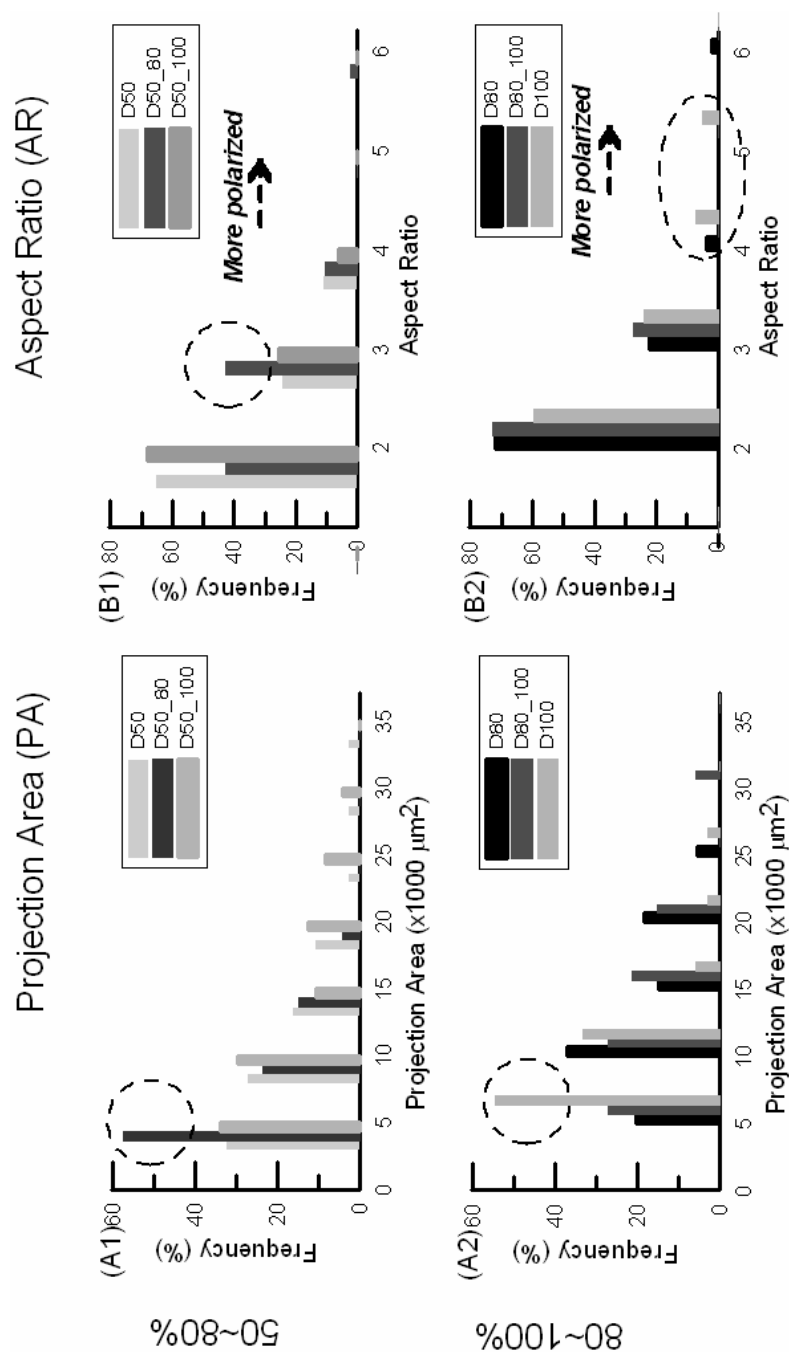 Projection Area (PA)
Aspect Ratio (AR)
50~80%
(A1)
60
40
20
0
Frequency (%)
0
5
10
15
20
25
30
35
Projection Area (x1000 μm2)
D50
D50_80
D50_100
(B1)
80
60
40
20
0
Frequency (%)
2
3
4
5
6
Aspect Ratio
More polarized
D50
D50_80
D50_100
80~100%
(A2)
60
40
20
0
Frequency (%)
0
5
10
15
20
25
30
35
Projection Area (x1000 μm2)
D80
D80_100
D100
(B2)
80
60
40
20
0
Frequency (%)
2
3
4
5
6
Aspect Ratio
More polarized
D80
D80_100
D100